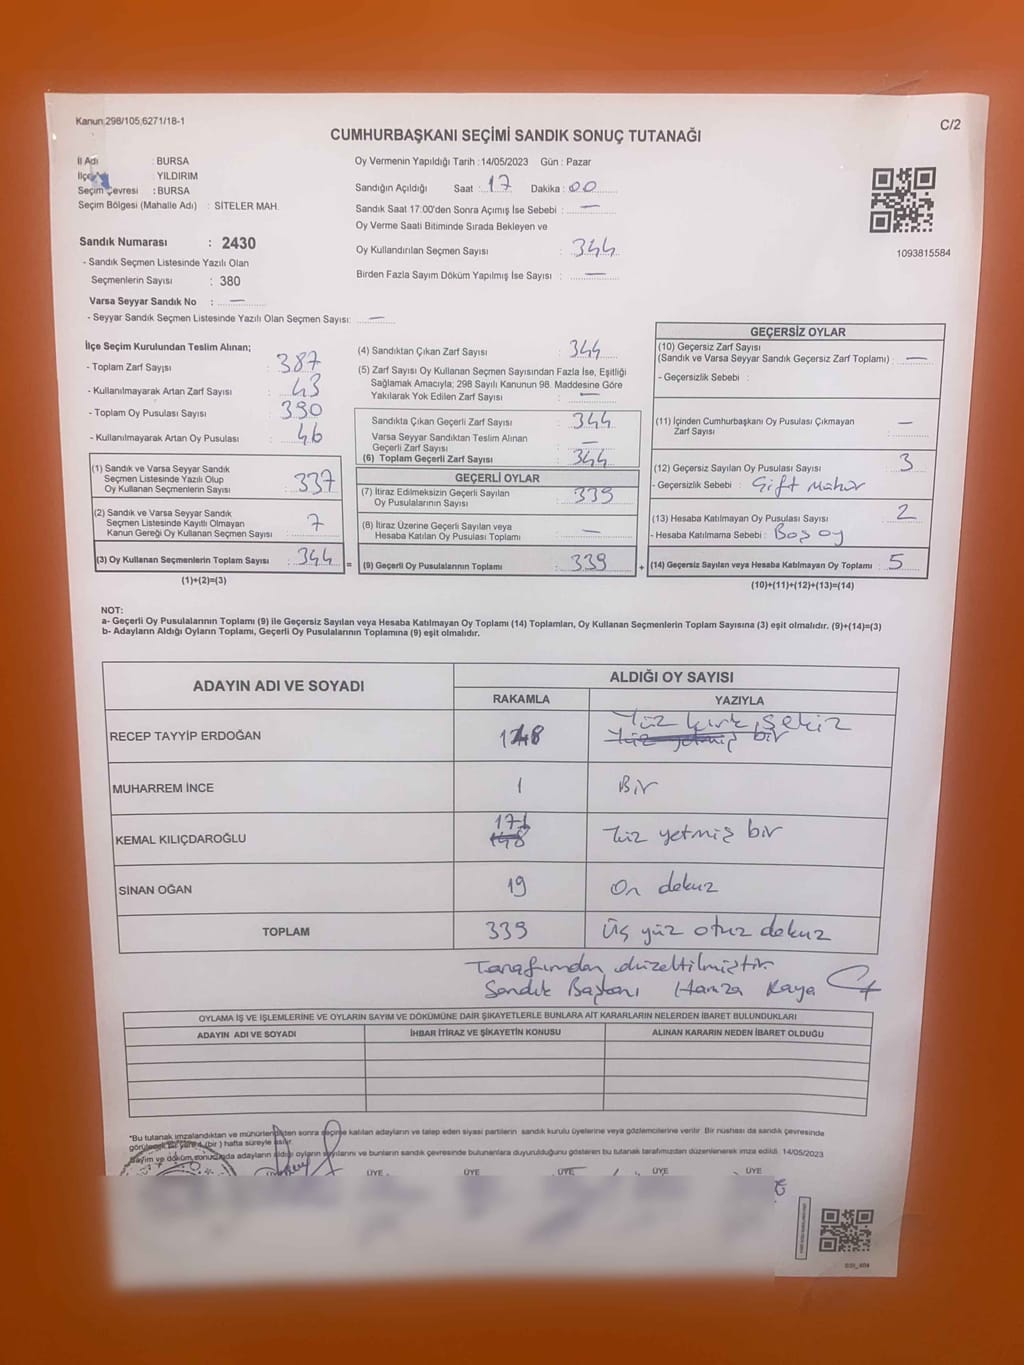 Kanun;298/105;6271/18-1
C/2
CUMHURBAŞKANI SEÇİMİ SANDIK SONUÇ TUTANAĞI
İl Adı : BURSA
İlçe : YILDIRIM
Seçim Çevresi : BURSA
Seçim Bölgesi (Mahalle Adı) : SİTELER MAH.
Oy Vermenin Yapıldığı Tarih :14/05/2023 Gün : Pazar
Sandığın Açıldığı Saat : 17 Dakika : 00
Sandık Saat 17:00'den Sonra Açımış İse Sebebi : —
Oy Verme Saati Bitiminde Sırada Bekleyen ve
Oy Kullandırılan Seçmen Sayısı : 344
Birden Fazla Sayım Döküm Yapılmış İse Sayısı : —
1093815584
Sandık Numarası : 2430
- Sandık Seçmen Listesinde Yazılı Olan
Seçmenlerin Sayısı : 380
Varsa Seyyar Sandık No : —
- Seyyar Sandık Seçmen Listesinde Yazılı Olan Seçmen Sayısı: —
İlçe Seçim Kurulundan Teslim Alınan;
- Toplam Zarf Sayısı : 387
- Kullanılmayarak Artan Zarf Sayısı : 43
- Toplam Oy Pusulası Sayısı : 390
- Kullanılmayarak Artan Oy Pusulası : 46
(1) Sandık ve Varsa Seyyar Sandık
Seçmen Listesinde Yazılı Olup
Oy Kullanan Seçmenlerin Sayısı : 337
(2) Sandık ve Varsa Seyyar Sandık
Seçmen Listesinde Kayıtlı Olmayan
Kanun Gereği Oy Kullanan Seçmen Sayısı : 7
(3) Oy Kullanan Seçmenlerin Toplam Sayısı : 344
(1)+(2)=(3)
(4) Sandıktan Çıkan Zarf Sayısı : 344
(5) Zarf Sayısı Oy Kullanan Seçmen Sayısından Fazla İse, Eşitliği
Sağlamak Amacıyla; 298 Sayılı Kanunun 98. Maddesine Göre
Yakılarak Yok Edilen Zarf Sayısı : —
Sandıkta Çıkan Geçerli Zarf Sayısı : 344
Varsa Seyyar Sandıktan Teslim Alınan
Geçerli Zarf Sayısı : —
(6) Toplam Geçerli Zarf Sayısı : 344
GEÇERLİ OYLAR
(7) İtiraz Edilmeksizin Geçerli Sayılan
Oy Pusulalarının Sayısı : 339
(8) İtiraz Üzerine Geçerli Sayılan veya
Hesaba Katılan Oy Pusulası Toplamı : —
= (9) Geçerli Oy Pusulalarının Toplamı : 339 +
GEÇERSİZ OYLAR
(10) Geçersiz Zarf Sayısı
(Sandık ve Varsa Seyyar Sandık Geçersiz Zarf Toplamı) : —
- Geçersizlik Sebebi :
(11) İçinden Cumhurbaşkanı Oy Pusulası Çıkmayan
Zarf Sayısı : —
(12) Geçersiz Sayılan Oy Pusulası Sayısı : 3
- Geçersizlik Sebebi : Çift Mühür
(13) Hesaba Katılmayan Oy Pusulası Sayısı : 2
- Hesaba Katılmama Sebebi : Boş oy
(14) Geçersiz Sayılan veya Hesaba Katılmayan Oy Toplamı : 5
(10)+(11)+(12)+(13)=(14)
NOT:
a- Geçerli Oy Pusulalarının Toplamı (9) ile Geçersiz Sayılan veya Hesaba Katılmayan Oy Toplamı (14) Toplamları, Oy Kullanan Seçmenlerin Toplam Sayısına (3) eşit olmalıdır. (9)+(14)=(3)
b- Adayların Aldığı Oyların Toplamı, Geçerli Oy Pusulalarının Toplamına (9) eşit olmalıdır.
ADAYIN ADI VE SOYADI
ALDIĞI OY SAYISI
RAKAMLA YAZIYLA
Yüz kırk sekiz
RECEP TAYYİP ERDOĞAN 148 Yüz yetmiş bir
MUHARREM İNCE 1 Bir
171
KEMAL KILIÇDAROĞLU 148 Yüz yetmiş bir
SİNAN OĞAN 19 On dokuz
TOPLAM 339 Üç yüz otuz dokuz
Tarafımdan düzeltilmiştir.
Sandık Başkanı Hamza Kaya
OYLAMA İŞ VE İŞLEMLERİNE VE OYLARIN SAYIM VE DÖKÜMÜNE DAİR ŞİKAYETLERLE BUNLARA AİT KARARLARIN NELERDEN İBARET BULUNDUKLARI
ADAYIN ADI VE SOYADI İHBAR İTİRAZ VE ŞİKAYETİN KONUSU ALINAN KARARIN NEDEN İBARET OLDUĞU
*Bu tutanak imzalandıktan ve mühürlendikten sonra seçime katılan adayların ve talep eden siyasi partilerin sandık kurulu üyelerine veya gözlemcilerine verilir. Bir nushası da sandık çevresinde
görülecek bir yere 1 (bir ) hafta süreyle asılır.
Sayım ve döküm sonucunda adayların aldığı oyların sayılarını ve bunların sandık çevresinde bulunanlara duyurulduğunu gösteren bu tutanak tarafımızdan düzenlenerek imza edildi. 14/05/2023
ÜYE ÜYE ÜYE ÜYE ÜYE